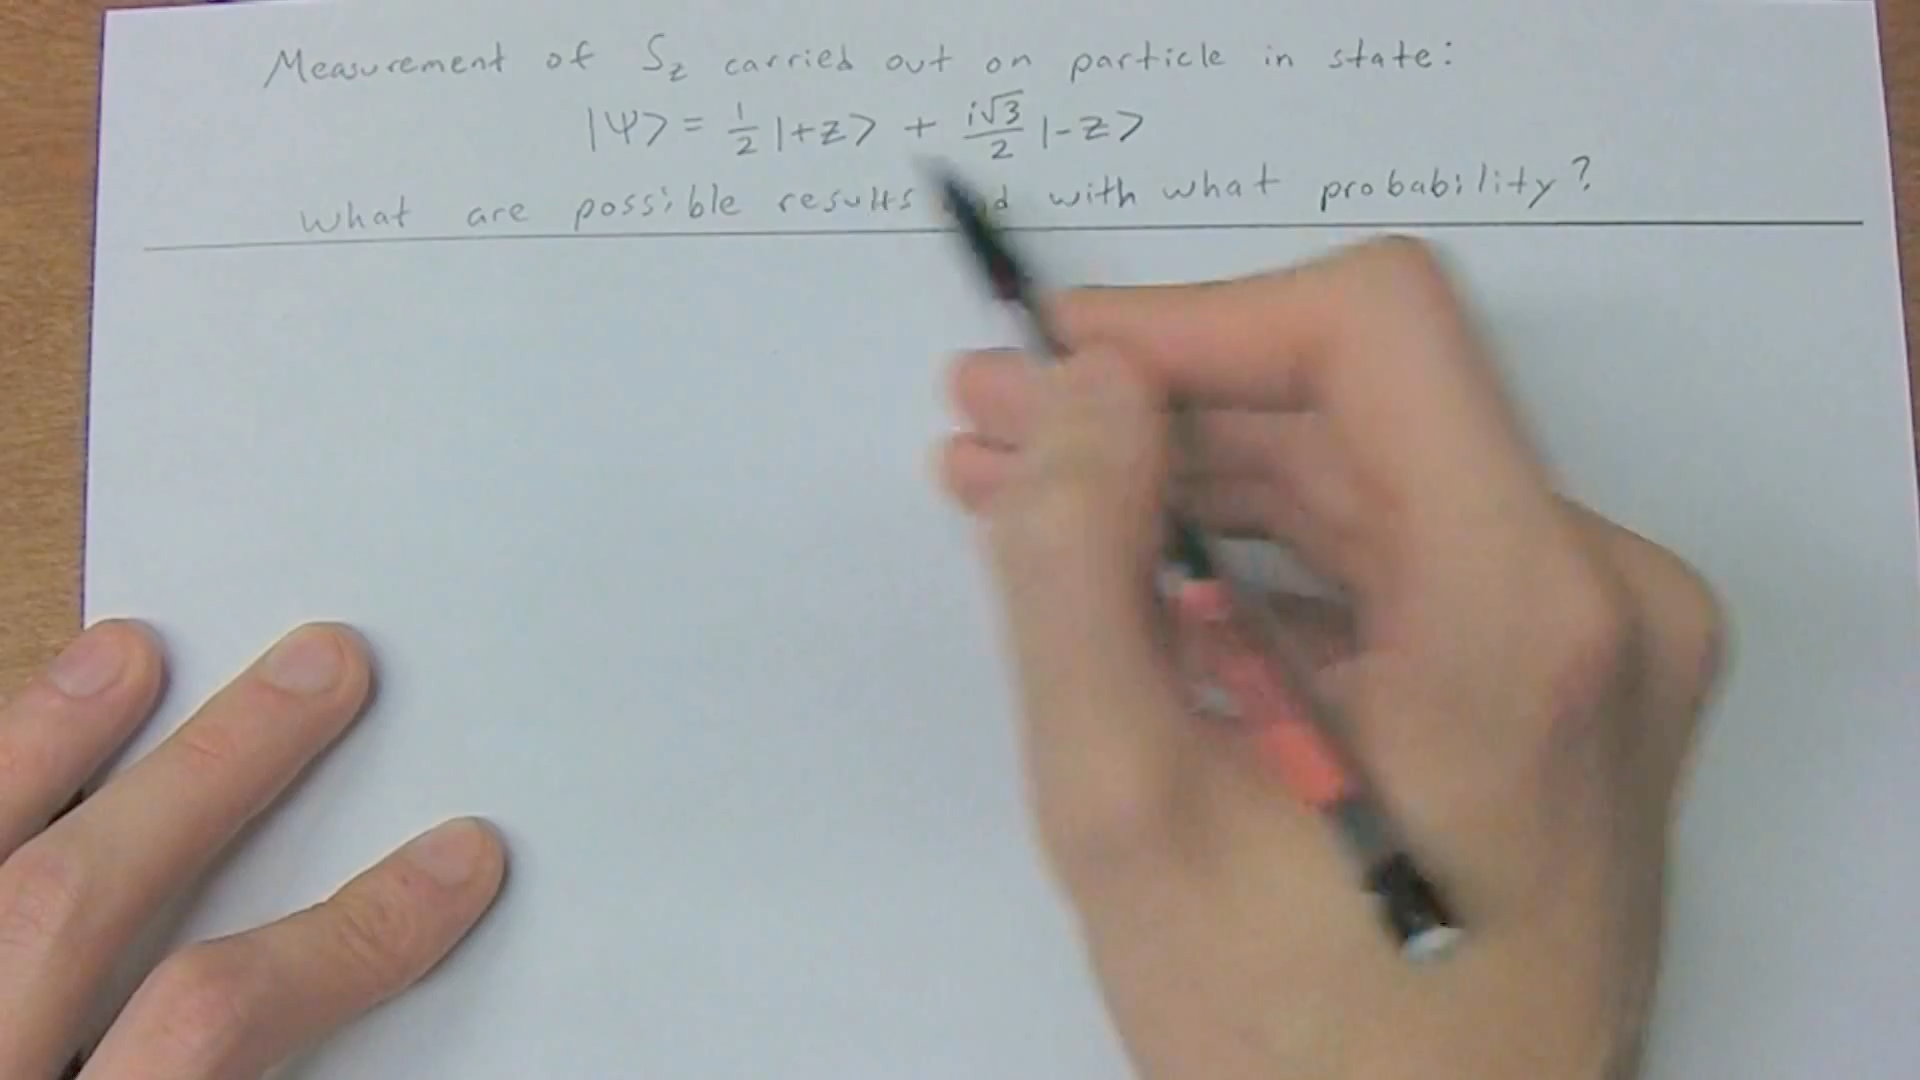 Measurement of Sz carried out on particle in state:
|Ψ> = 1/2 |+z> + i√3/2 |-z>
What are possible results with what probability?